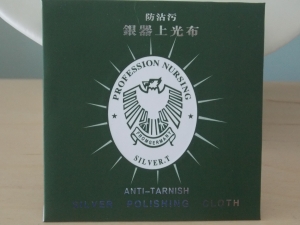 防沾污
銀器上光布
PROFESSION NURSING
SILVER.T
ANTI-TARNISH
SILVER POLISHING CLOTH